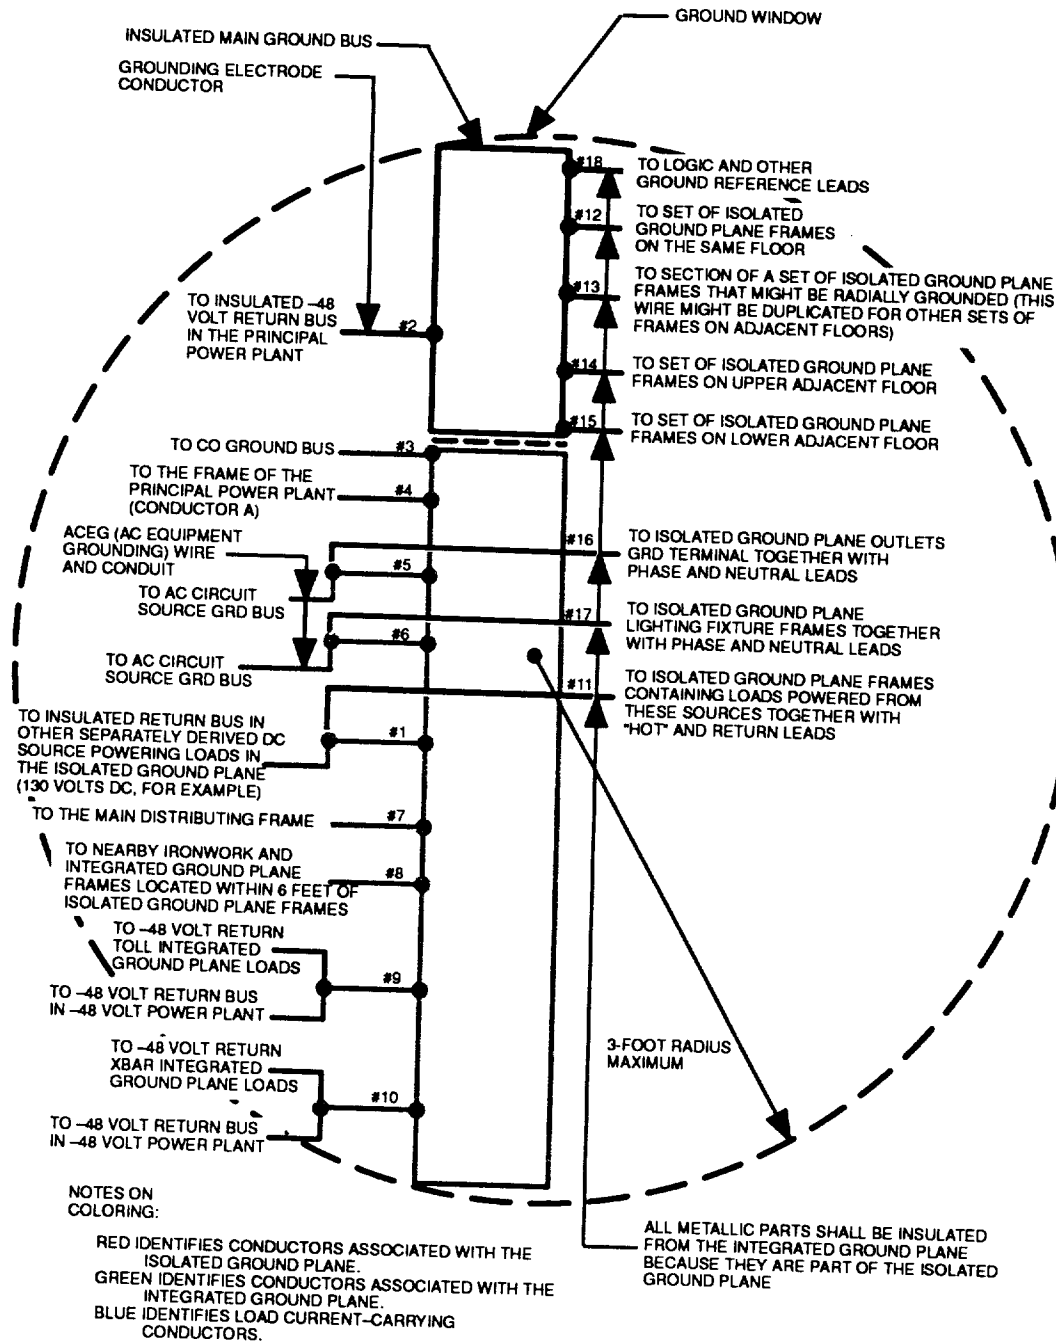 GROUND WINDOW
INSULATED MAIN GROUND BUS
GROUNDING ELECTRODE
CONDUCTOR
#18
TO LOGIC AND OTHER
GROUND REFERENCE LEADS
#12
TO SET OF ISOLATED
GROUND PLANE FRAMES
ON THE SAME FLOOR
#13
TO SECTION OF A SET OF ISOLATED GROUND PLANE
FRAMES THAT MIGHT BE RADIALLY GROUNDED (THIS
WIRE MIGHT BE DUPLICATED FOR OTHER SETS OF
FRAMES ON ADJACENT FLOORS)
TO INSULATED –48
VOLT RETURN BUS
IN THE PRINCIPAL
POWER PLANT
#2
#14
TO SET OF ISOLATED GROUND PLANE
FRAMES ON UPPER ADJACENT FLOOR
#15
TO SET OF ISOLATED GROUND PLANE
FRAMES ON LOWER ADJACENT FLOOR
TO CO GROUND BUS
#3
TO THE FRAME OF THE
PRINCIPAL POWER PLANT
(CONDUCTOR A)
#4
ACEG (AC EQUIPMENT
GROUNDING) WIRE
AND CONDUIT
#16
TO ISOLATED GROUND PLANE OUTLETS
GRD TERMINAL TOGETHER WITH
PHASE AND NEUTRAL LEADS
#5
TO AC CIRCUIT
SOURCE GRD BUS
#17
TO ISOLATED GROUND PLANE
LIGHTING FIXTURE FRAMES TOGETHER
WITH PHASE AND NEUTRAL LEADS
#6
TO AC CIRCUIT
SOURCE GRD BUS
#11
TO ISOLATED GROUND PLANE FRAMES
CONTAINING LOADS POWERED FROM
THESE SOURCES TOGETHER WITH
"HOT" AND RETURN LEADS
TO INSULATED RETURN BUS IN
OTHER SEPARATELY DERIVED DC
SOURCE POWERING LOADS IN
THE ISOLATED GROUND PLANE
(130 VOLTS DC, FOR EXAMPLE)
#1
TO THE MAIN DISTRIBUTING FRAME
#7
TO NEARBY IRONWORK AND
INTEGRATED GROUND PLANE
FRAMES LOCATED WITHIN 6 FEET OF
ISOLATED GROUND PLANE FRAMES
#8
TO –48 VOLT RETURN
TOLL INTEGRATED
GROUND PLANE LOADS
#9
TO –48 VOLT RETURN BUS
IN –48 VOLT POWER PLANT
3-FOOT RADIUS
MAXIMUM
TO –48 VOLT RETURN
XBAR INTEGRATED
GROUND PLANE LOADS
#10
TO –48 VOLT RETURN BUS
IN –48 VOLT POWER PLANT
NOTES ON
COLORING:
RED IDENTIFIES CONDUCTORS ASSOCIATED WITH THE
ISOLATED GROUND PLANE.
GREEN IDENTIFIES CONDUCTORS ASSOCIATED WITH THE
INTEGRATED GROUND PLANE.
BLUE IDENTIFIES LOAD CURRENT–CARRYING
CONDUCTORS.
ALL METALLIC PARTS SHALL BE INSULATED
FROM THE INTEGRATED GROUND PLANE
BECAUSE THEY ARE PART OF THE ISOLATED
GROUND PLANE